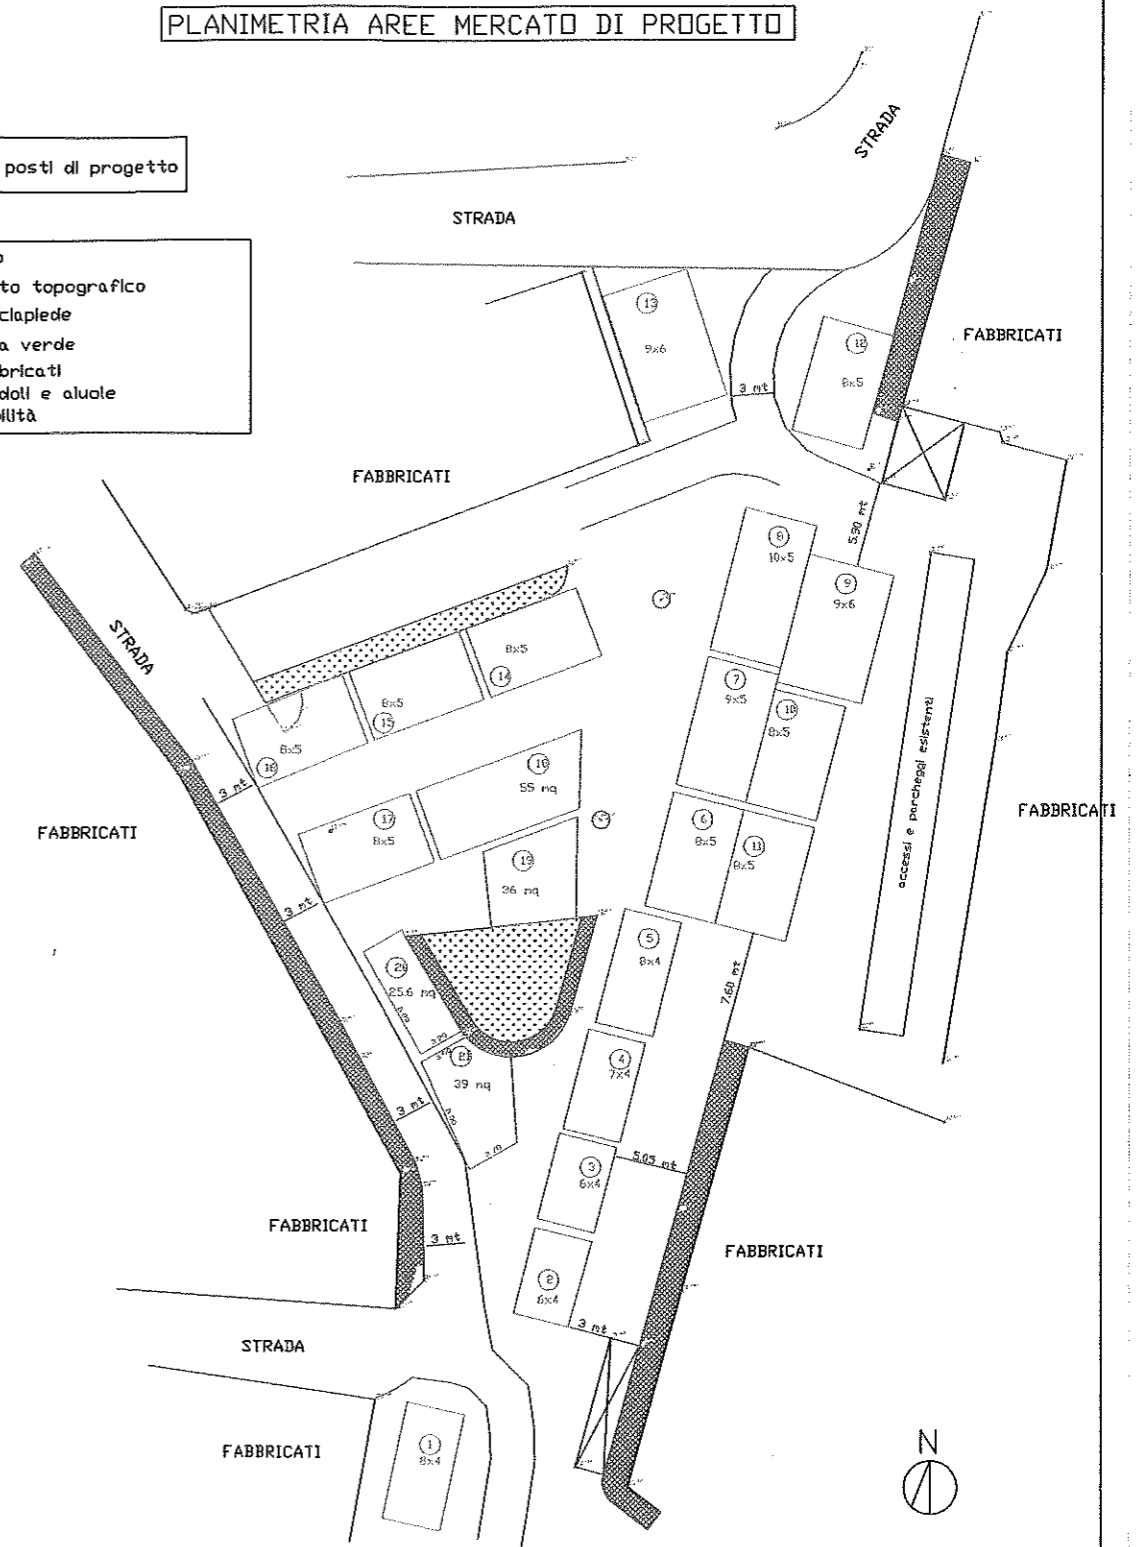 PLANIMETRIA AREE MERCATO DI PROGETTO
posti di progetto
STRADA
STRADA
to topografico
claplede
a verde
bricati
doli e aluole
ilità
13
9x6
12
8x5
3 mt
FABBRICATI
FABBRICATI
5.30 mt
8
10x5
9
9x6
STRADA
8x5
14
7
9x5
8x5
15
10
8x5
8x5
16
18
55 mq
3 mt
17
8x5
6
8x5
11
8x5
accessi e parcheggi esistenti
FABBRICATI
FABBRICATI
19
36 mq
3 mt
5
8x4
20
25.6 mq
7.60 mt
21
39 mq
4
7x4
3 mt
5.05 mt
3
6x4
FABBRICATI
3 mt
FABBRICATI
2
6x4
3 mt
STRADA
FABBRICATI
1
8x4
N